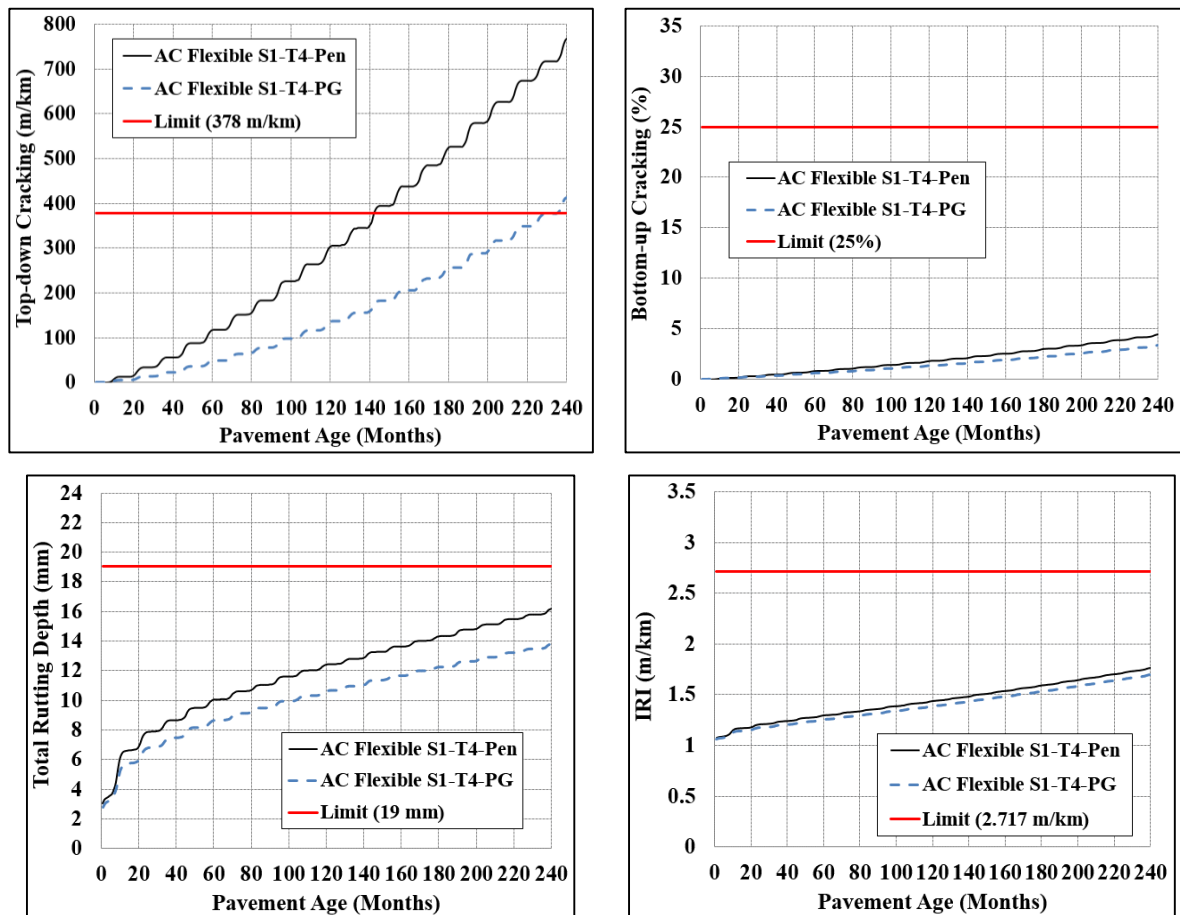 Top-down Cracking (m/km)
800
700
600
500
400
300
200
100
0
AC Flexible S1-T4-Pen
AC Flexible S1-T4-PG
Limit (378 m/km)
0 20 40 60 80 100 120 140 160 180 200 220 240
Pavement Age (Months)
Bottom-up Cracking (%)
35
30
25
20
15
10
5
0
AC Flexible S1-T4-Pen
AC Flexible S1-T4-PG
Limit (25%)
0 20 40 60 80 100 120 140 160 180 200 220 240
Pavement Age (Months)
Total Rutting Depth (mm)
24
22
20
18
16
14
12
10
8
6
4
2
0
AC Flexible S1-T4-Pen
AC Flexible S1-T4-PG
Limit (19 mm)
0 20 40 60 80 100 120 140 160 180 200 220 240
Pavement Age (Months)
IRI (m/km)
3.5
3
2.5
2
1.5
1
0.5
0
AC Flexible S1-T4-Pen
AC Flexible S1-T4-PG
Limit (2.717 m/km)
0 20 40 60 80 100 120 140 160 180 200 220 240
Pavement Age (Months)